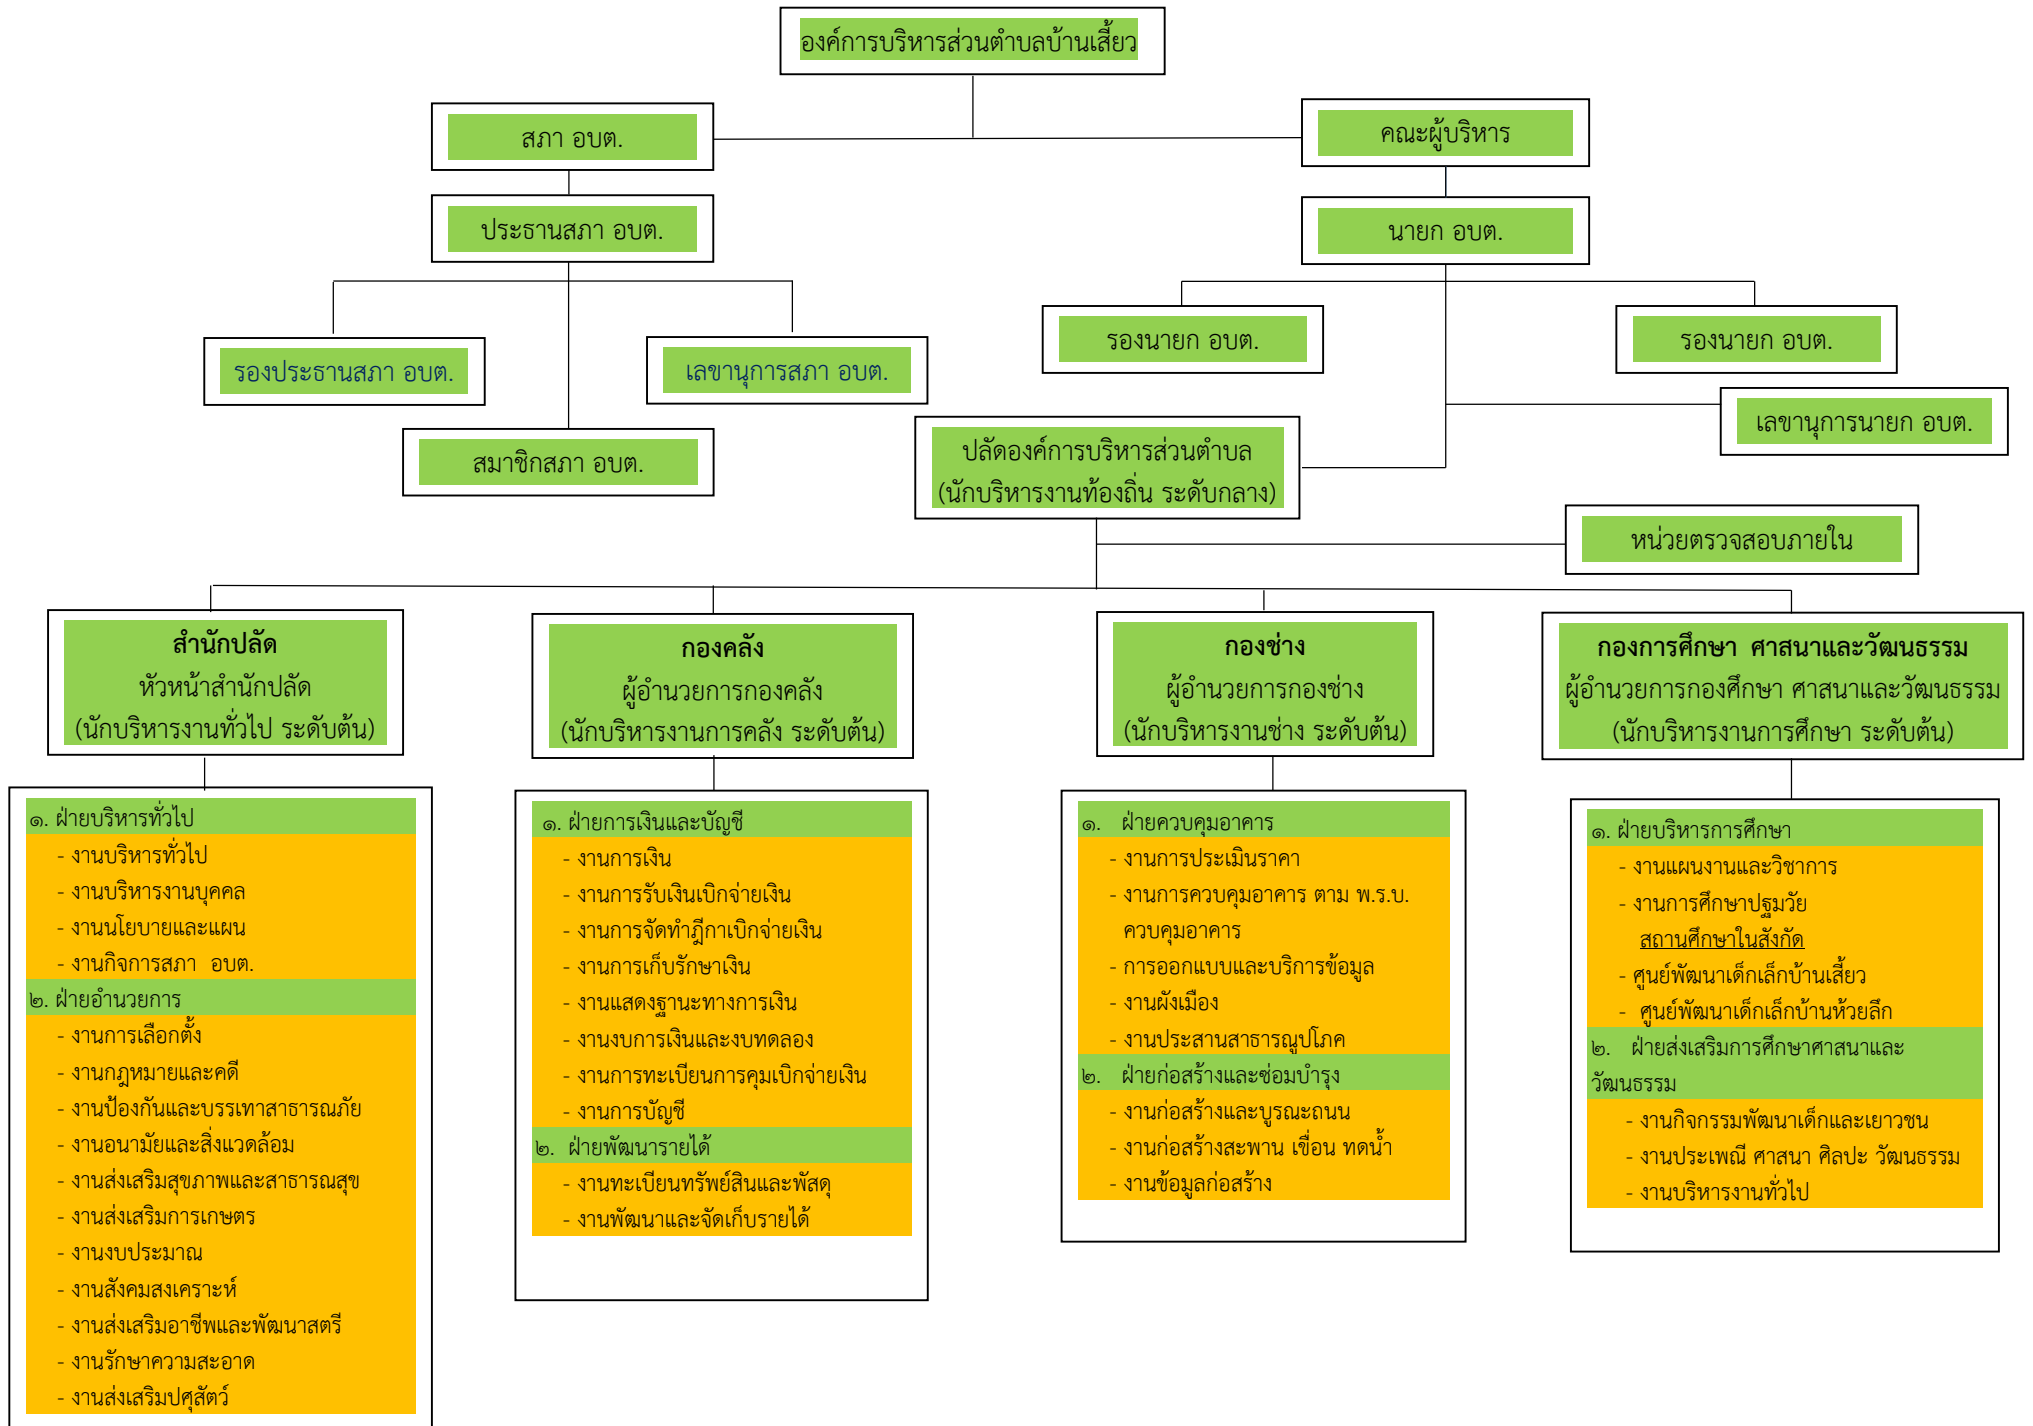 องค์การบริหารส่วนตำบลบ้านเสี้ยว
สภา อบต.
คณะผู้บริหาร
ประธานสภา อบต.
นายก อบต.
รองประธานสภา อบต.
เลขานุการสภา อบต.
รองนายก อบต.
รองนายก อบต.
สมาชิกสภา อบต.
เลขานุการนายก อบต.
ปลัดองค์การบริหารส่วนตำบล
(นักบริหารงานท้องถิ่น ระดับกลาง)
หน่วยตรวจสอบภายใน
สำนักปลัด
หัวหน้าสำนักปลัด
(นักบริหารงานทั่วไป ระดับต้น)
กองคลัง
ผู้อำนวยการกองคลัง
(นักบริหารงานการคลัง ระดับต้น)
กองช่าง
ผู้อำนวยการกองช่าง
(นักบริหารงานช่าง ระดับต้น)
กองการศึกษา ศาสนาและวัฒนธรรม
ผู้อำนวยการกองศึกษา ศาสนาและวัฒนธรรม
(นักบริหารงานการศึกษา ระดับต้น)
๑. ฝ่ายบริหารทั่วไป
- งานบริหารทั่วไป
- งานบริหารงานบุคคล
- งานนโยบายและแผน
- งานกิจการสภา อบต.
๒. ฝ่ายอำนวยการ
- งานการเลือกตั้ง
- งานกฎหมายและคดี
- งานป้องกันและบรรเทาสาธารณภัย
- งานอนามัยและสิ่งแวดล้อม
- งานส่งเสริมสุขภาพและสาธารณสุข
- งานส่งเสริมการเกษตร
- งานงบประมาณ
- งานสังคมสงเคราะห์
- งานส่งเสริมอาชีพและพัฒนาสตรี
- งานรักษาความสะอาด
- งานส่งเสริมปศุสัตว์
๑. ฝ่ายการเงินและบัญชี
- งานการเงิน
- งานการรับเงินเบิกจ่ายเงิน
- งานการจัดทำฎีกาเบิกจ่ายเงิน
- งานการเก็บรักษาเงิน
- งานแสดงฐานะทางการเงิน
- งานงบการเงินและงบทดลอง
- งานการทะเบียนการคุมเบิกจ่ายเงิน
- งานการบัญชี
๒. ฝ่ายพัฒนารายได้
- งานทะเบียนทรัพย์สินและพัสดุ
- งานพัฒนาและจัดเก็บรายได้
๑. ฝ่ายควบคุมอาคาร
- งานการประเมินราคา
- งานการควบคุมอาคาร ตาม พ.ร.บ.
ควบคุมอาคาร
- การออกแบบและบริการข้อมูล
- งานผังเมือง
- งานประสานสาธารณูปโภค
๒. ฝ่ายก่อสร้างและซ่อมบำรุง
- งานก่อสร้างและบูรณะถนน
- งานก่อสร้างสะพาน เขื่อน ทดน้ำ
- งานข้อมูลก่อสร้าง
๑. ฝ่ายบริหารการศึกษา
- งานแผนงานและวิชาการ
- งานการศึกษาปฐมวัย
สถานศึกษาในสังกัด
- ศูนย์พัฒนาเด็กเล็กบ้านเสี้ยว
- ศูนย์พัฒนาเด็กเล็กบ้านห้วยลึก
๒. ฝ่ายส่งเสริมการศึกษาศาสนาและ
วัฒนธรรม
- งานกิจกรรมพัฒนาเด็กและเยาวชน
- งานประเพณี ศาสนา ศิลปะ วัฒนธรรม
- งานบริหารงานทั่วไป